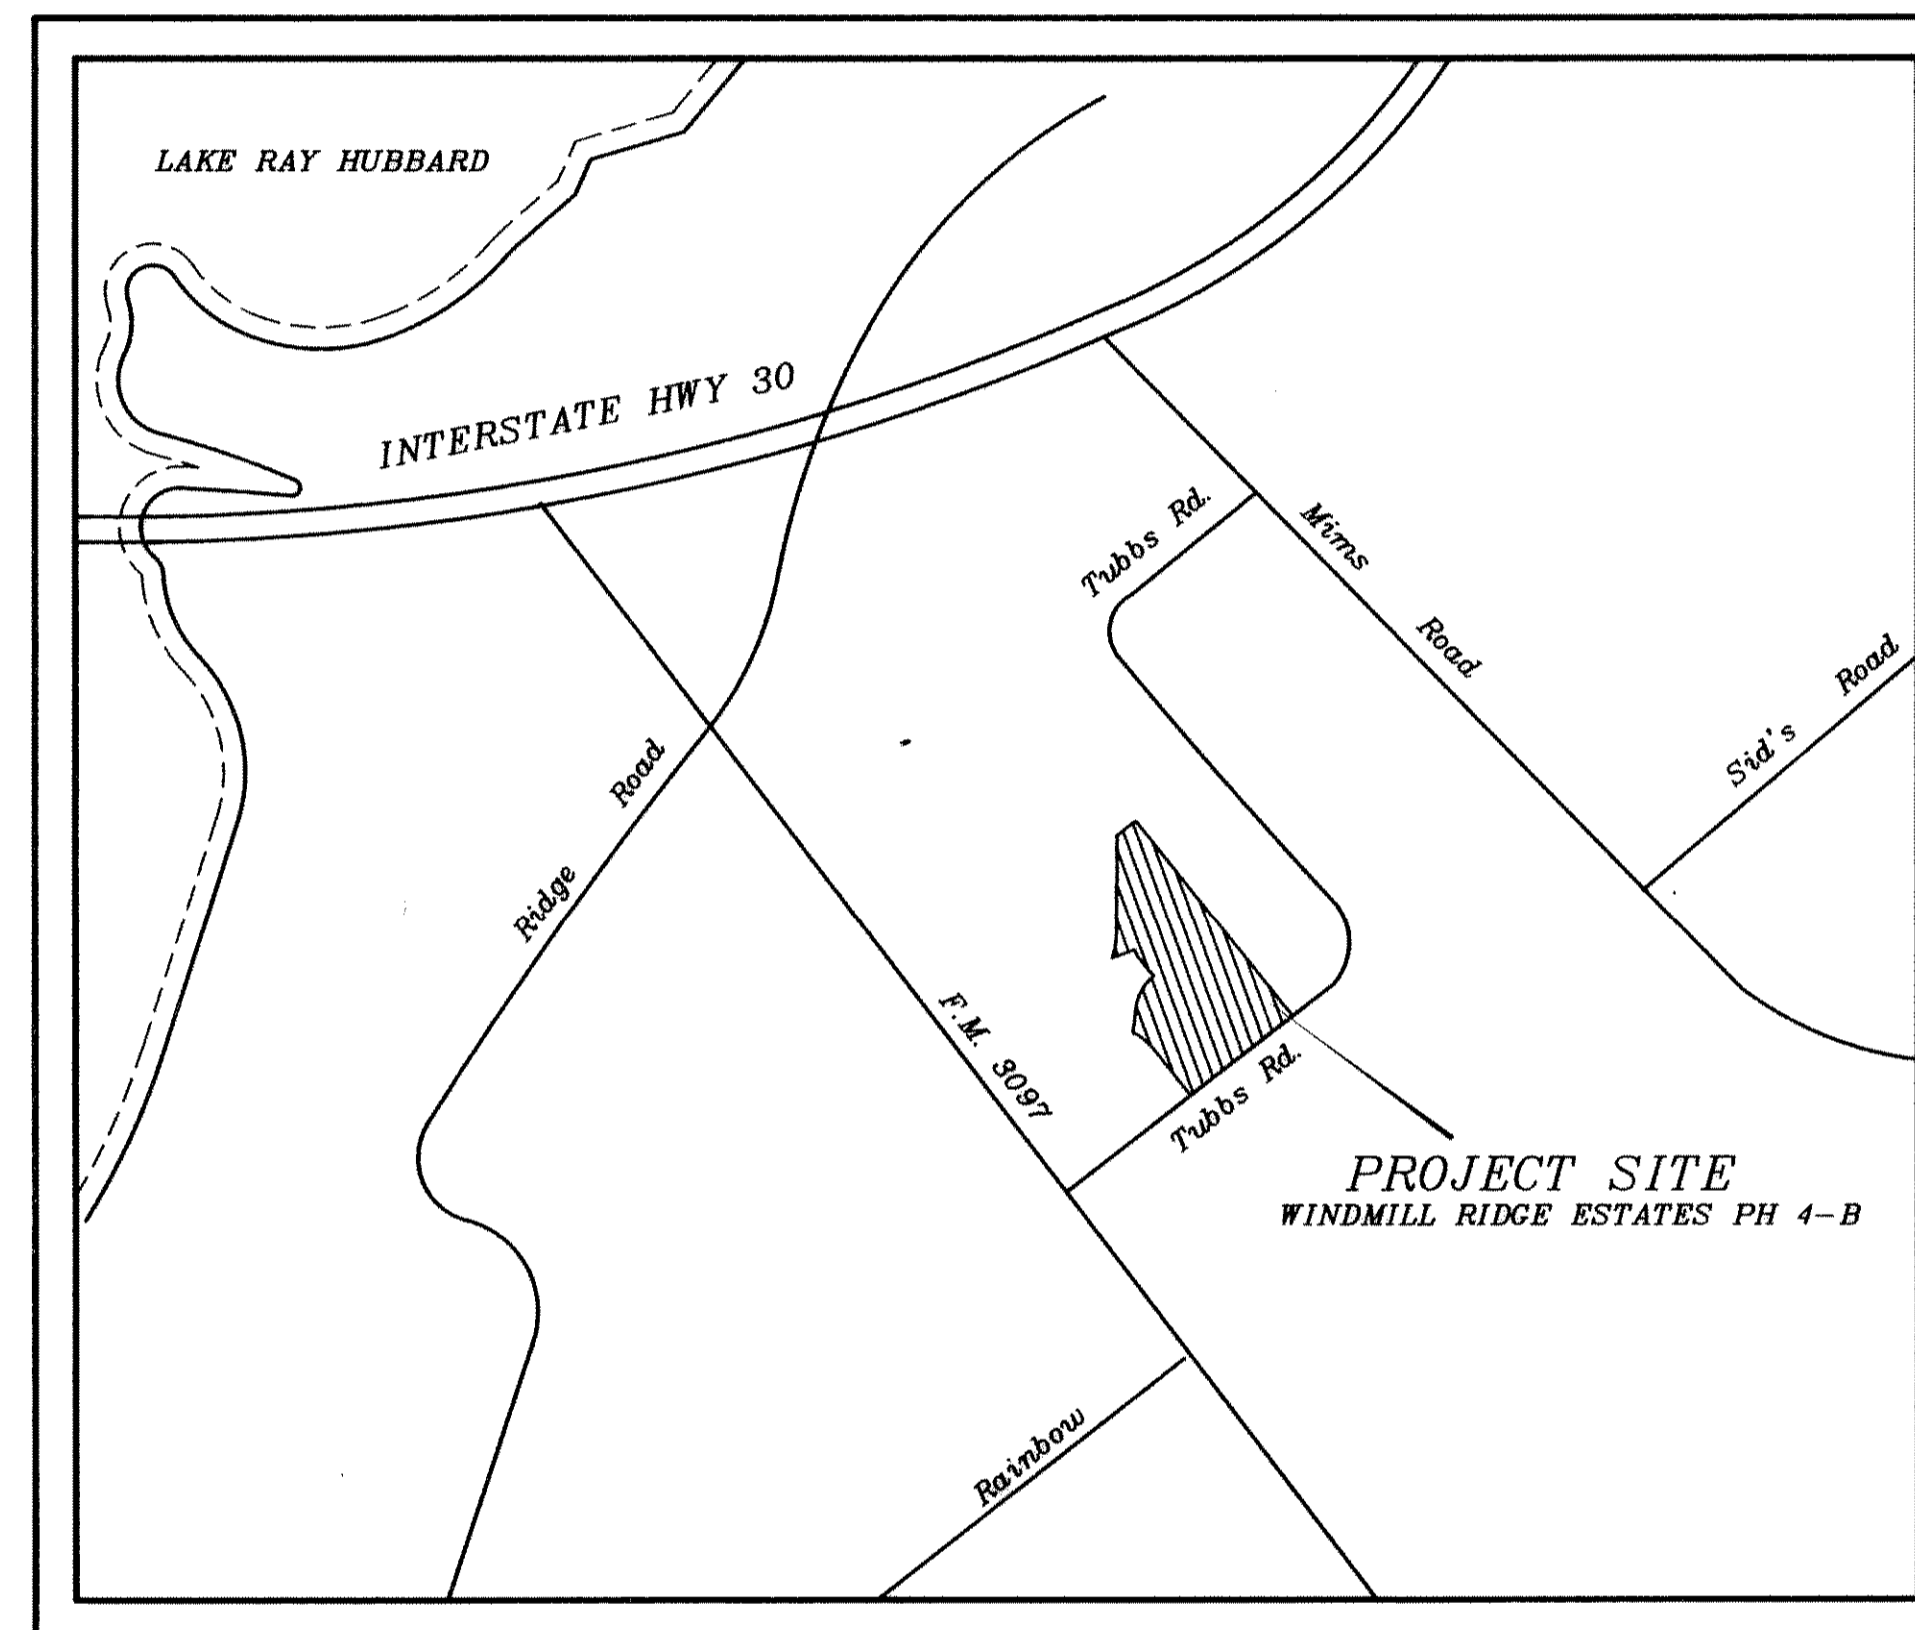 LAKE RAY HUBBARD
INTERSTATE HWY 30
Tubbs Rd.
Mims Road
Sid's Road
Ridge Road
F.M. 3097
Tubbs Rd.
PROJECT SITE
WINDMILL RIDGE ESTATES PH 4-B
Rainbow